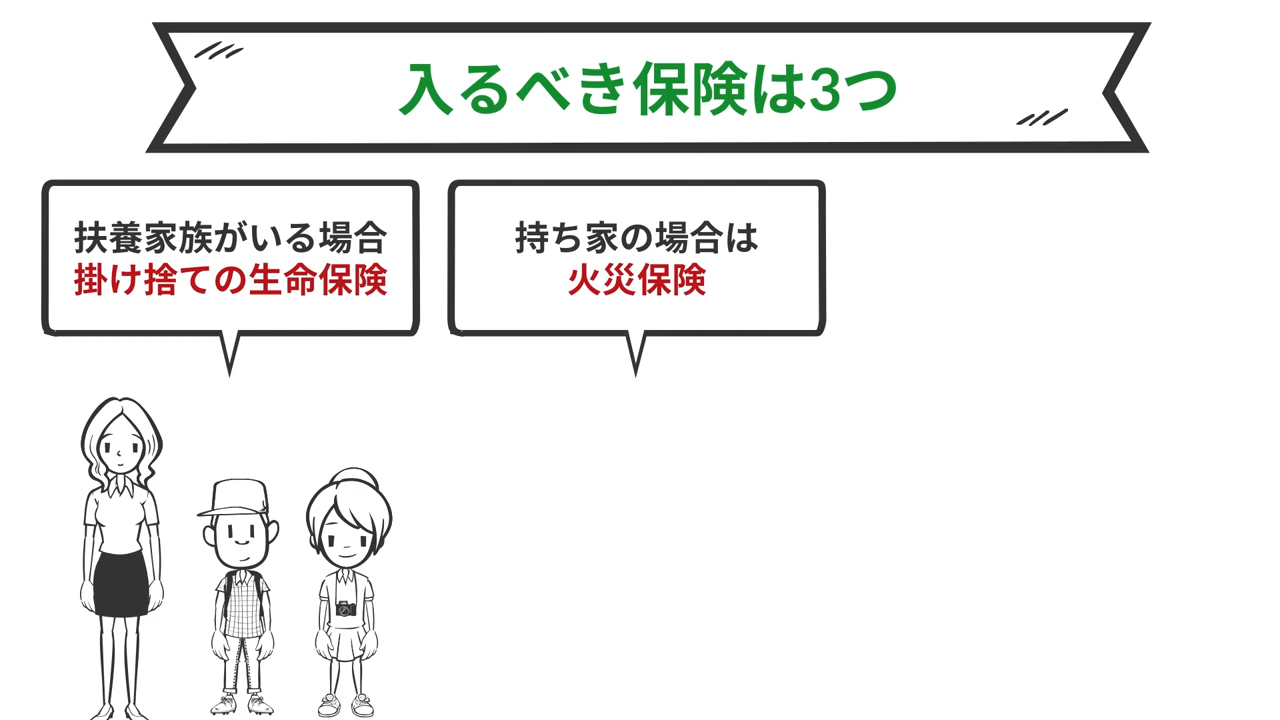 入るべき保険は3つ
扶養家族がいる場合
掛け捨ての生命保険
持ち家の場合は
火災保険